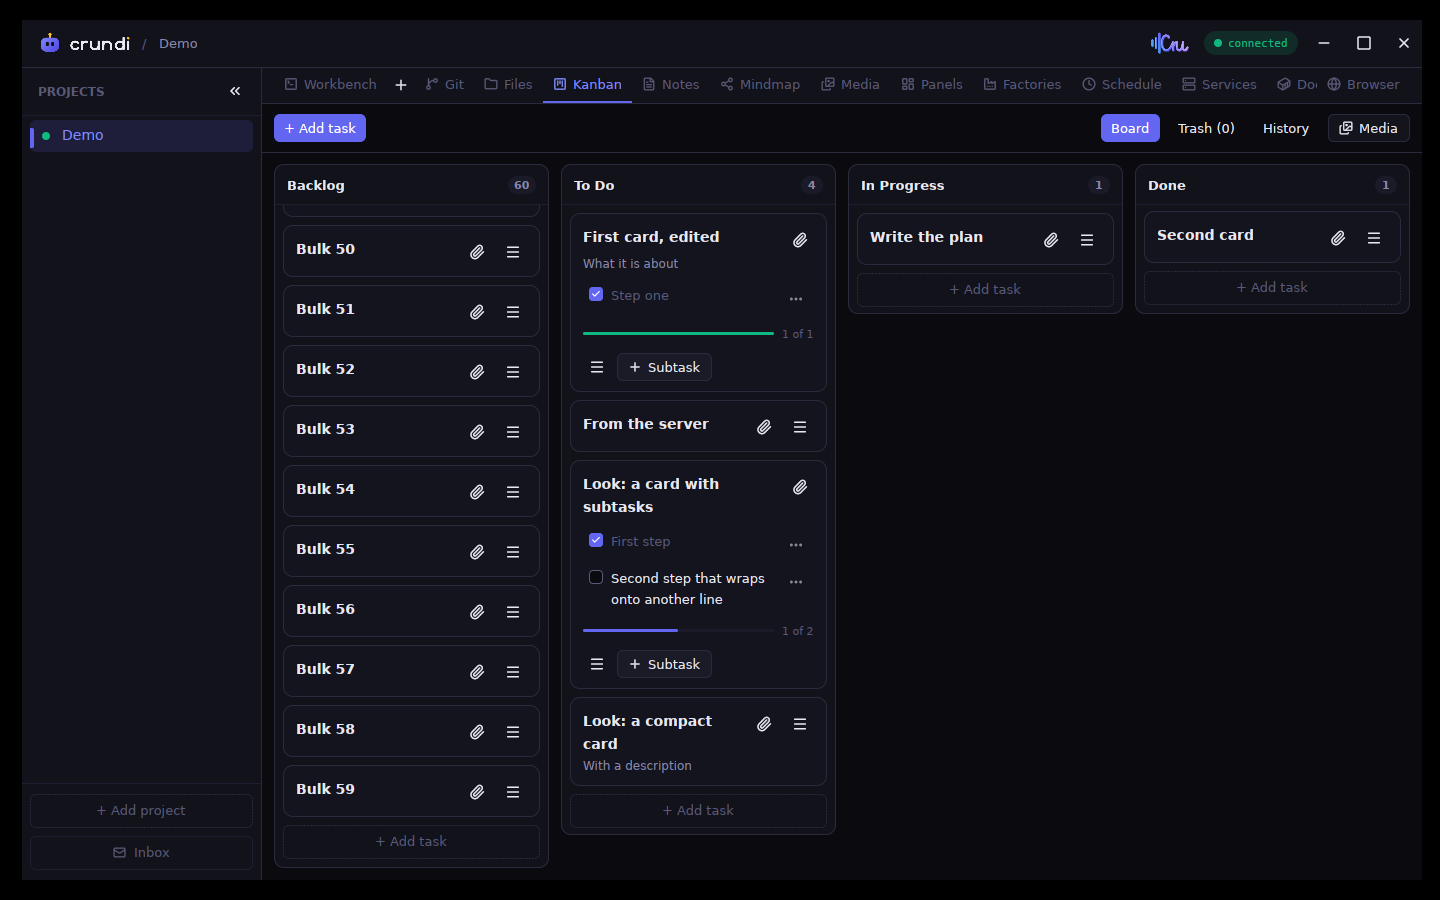 crundi / Demo
Cru
connected
PROJECTS
Workbench
Git
Files
Kanban
Notes
Mindmap
Media
Panels
Factories
Schedule
Services
Browser
Demo
+ Add task
Board
Trash (0)
History
Media
Backlog
60
Bulk 50
Bulk 51
Bulk 52
Bulk 53
Bulk 54
Bulk 55
Bulk 56
Bulk 57
Bulk 58
Bulk 59
+ Add task
To Do
4
First card, edited
What it is about
Step one
1 of 1
+ Subtask
From the server
Look: a card with
subtasks
First step
Second step that wraps
onto another line
1 of 2
+ Subtask
Look: a compact
card
With a description
+ Add task
In Progress
1
Write the plan
+ Add task
Done
1
Second card
+ Add task
+ Add project
Inbox